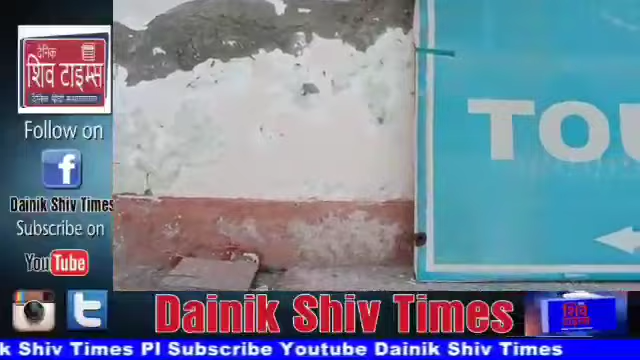 दैनिक
शिव टाइम्स
Follow on
Dainik Shiv Times
Subscribe on
YouTube
TOU
Dainik Shiv Times
शिव
टाइम्स
k Shiv Times Pl Subscribe Youtube Dainik Shiv Times